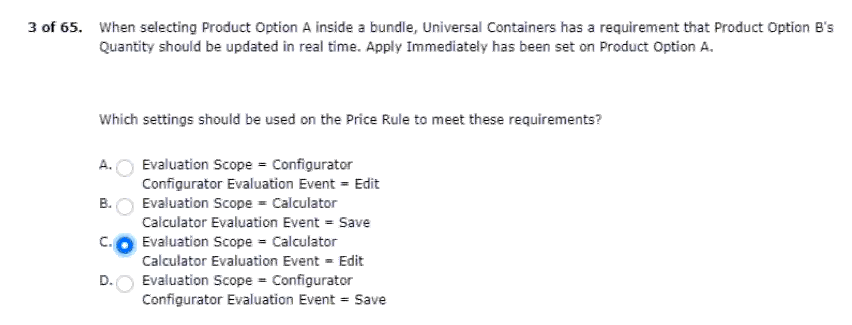 3 of 65. When selecting Product Option A inside a bundle, Universal Containers has a requirement that Product Option B's
Quantity should be updated in real time. Apply Immediately has been set on Product Option A.
Which settings should be used on the Price Rule to meet these requirements?
A. Evaluation Scope = Configurator
Configurator Evaluation Event = Edit
B. Evaluation Scope = Calculator
Calculator Evaluation Event = Save
C. Evaluation Scope = Calculator
Calculator Evaluation Event = Edit
D. Evaluation Scope = Configurator
Configurator Evaluation Event = Save